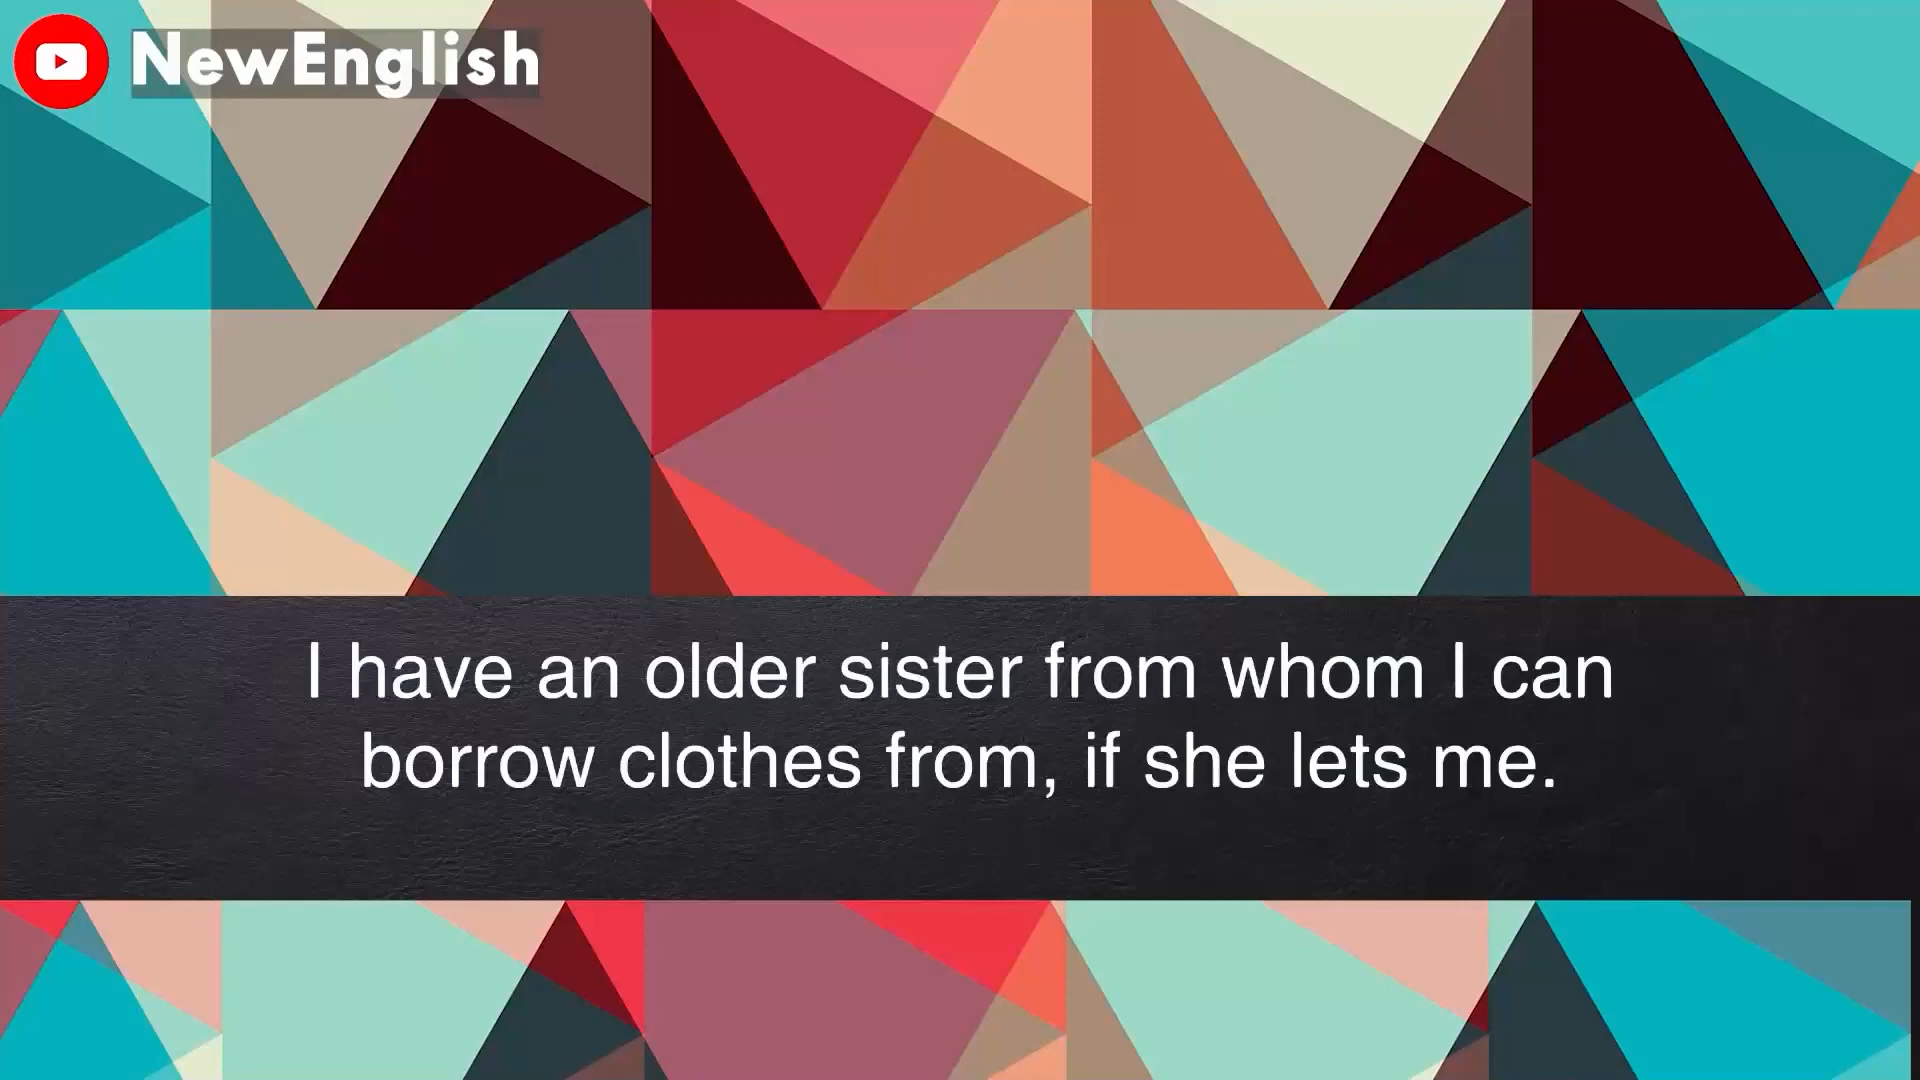 NewEnglish
I have an older sister from whom I can
borrow clothes from, if she lets me.